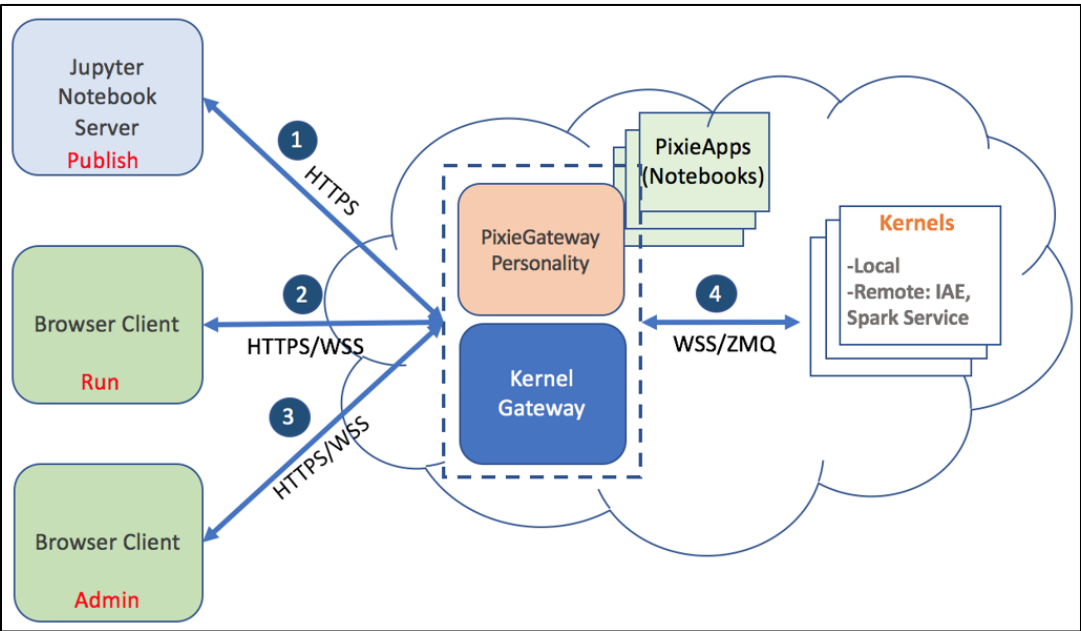 Jupyter
Notebook
Server
Publish
1
HTTPS
Browser Client
Run
2
HTTPS/WSS
Browser Client
Admin
3
HTTPS/WSS
PixieGateway
Personality
Kernel
Gateway
PixieApps
(Notebooks)
4
WSS/ZMQ
Kernels
-Local
-Remote: IAE,
Spark Service